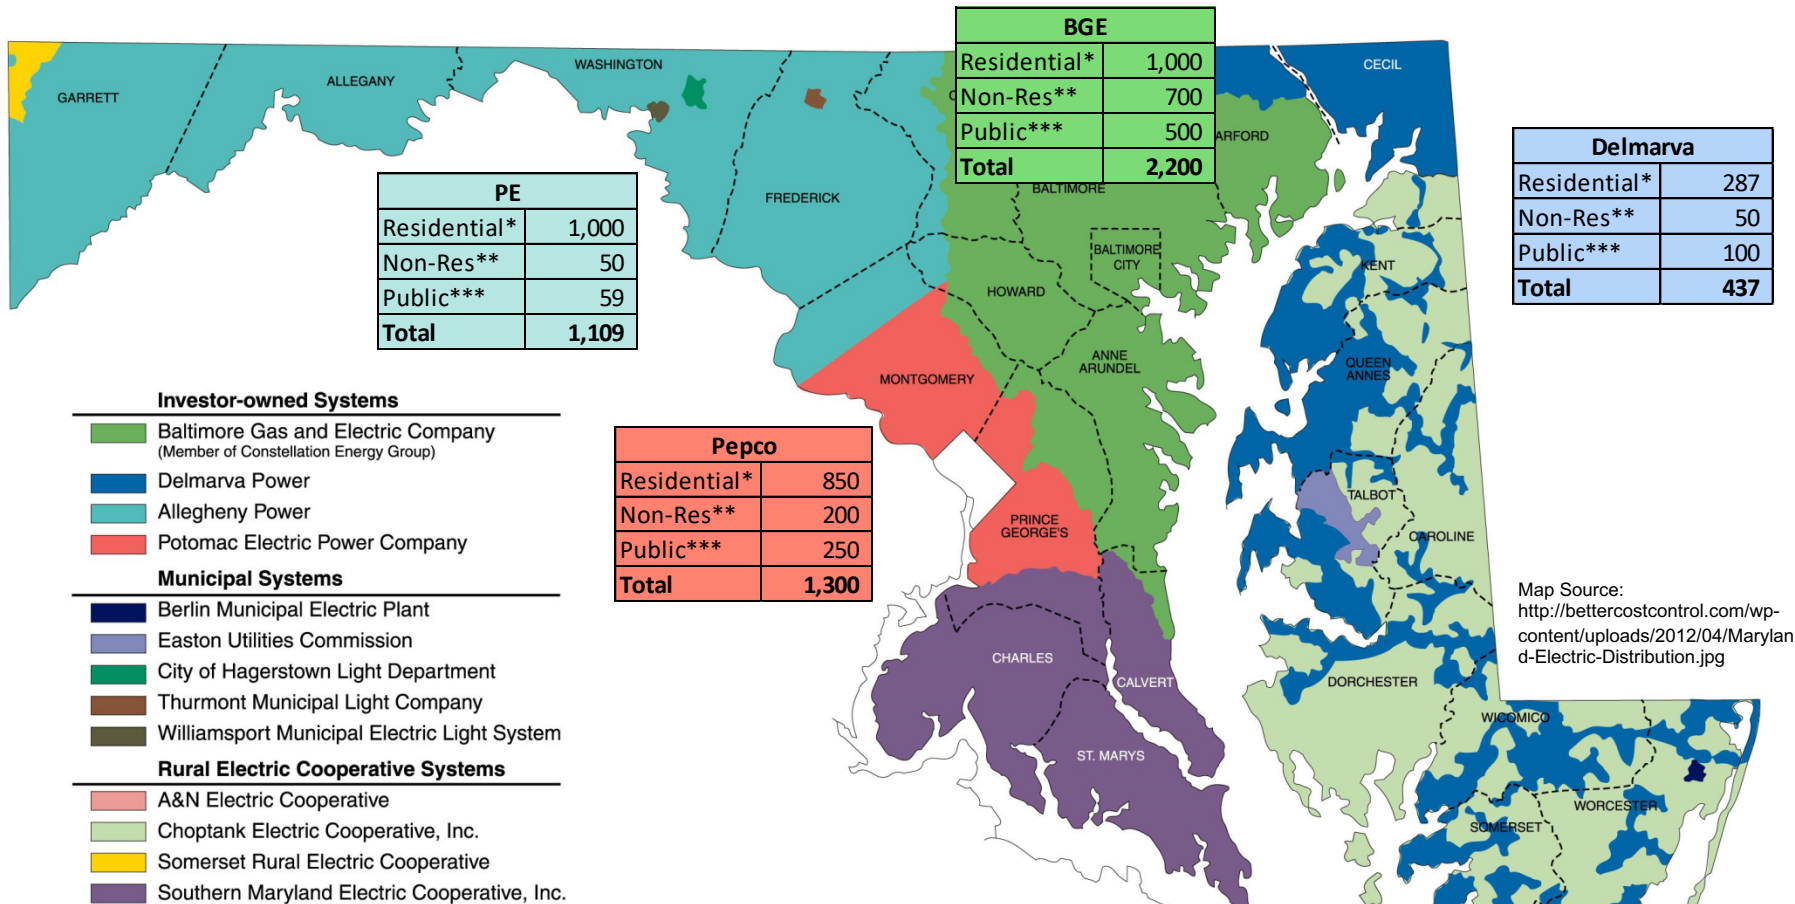 BGE
Residential* 1,000
Non-Res** 700
Public*** 500
Total 2,200
GARRETT
ALLEGANY
WASHINGTON
FREDERICK
CECIL
BALTIMORE
BALTIMORE
CITY
HOWARD
ANNE
ARUNDEL
MONTGOMERY
PRINCE
GEORGE'S
CHARLES
CALVERT
ST. MARYS
KENT
QUEEN
ANNES
TALBOT
CAROLINE
DORCHESTER
WICOMICO
WORCESTER
SOMERSET
ARFORD
PE
Residential* 1,000
Non-Res** 50
Public*** 59
Total 1,109
Delmarva
Residential* 287
Non-Res** 50
Public*** 100
Total 437
Pepco
Residential* 850
Non-Res** 200
Public*** 250
Total 1,300
Investor-owned Systems
Baltimore Gas and Electric Company
(Member of Constellation Energy Group)
Delmarva Power
Allegheny Power
Potomac Electric Power Company
Municipal Systems
Berlin Municipal Electric Plant
Easton Utilities Commission
City of Hagerstown Light Department
Thurmont Municipal Light Company
Williamsport Municipal Electric Light System
Rural Electric Cooperative Systems
A&N Electric Cooperative
Choptank Electric Cooperative, Inc.
Somerset Rural Electric Cooperative
Southern Maryland Electric Cooperative, Inc.
Map Source:
http://bettercostcontrol.com/wp-
content/uploads/2012/04/Marylan
d-Electric-Distribution.jpg